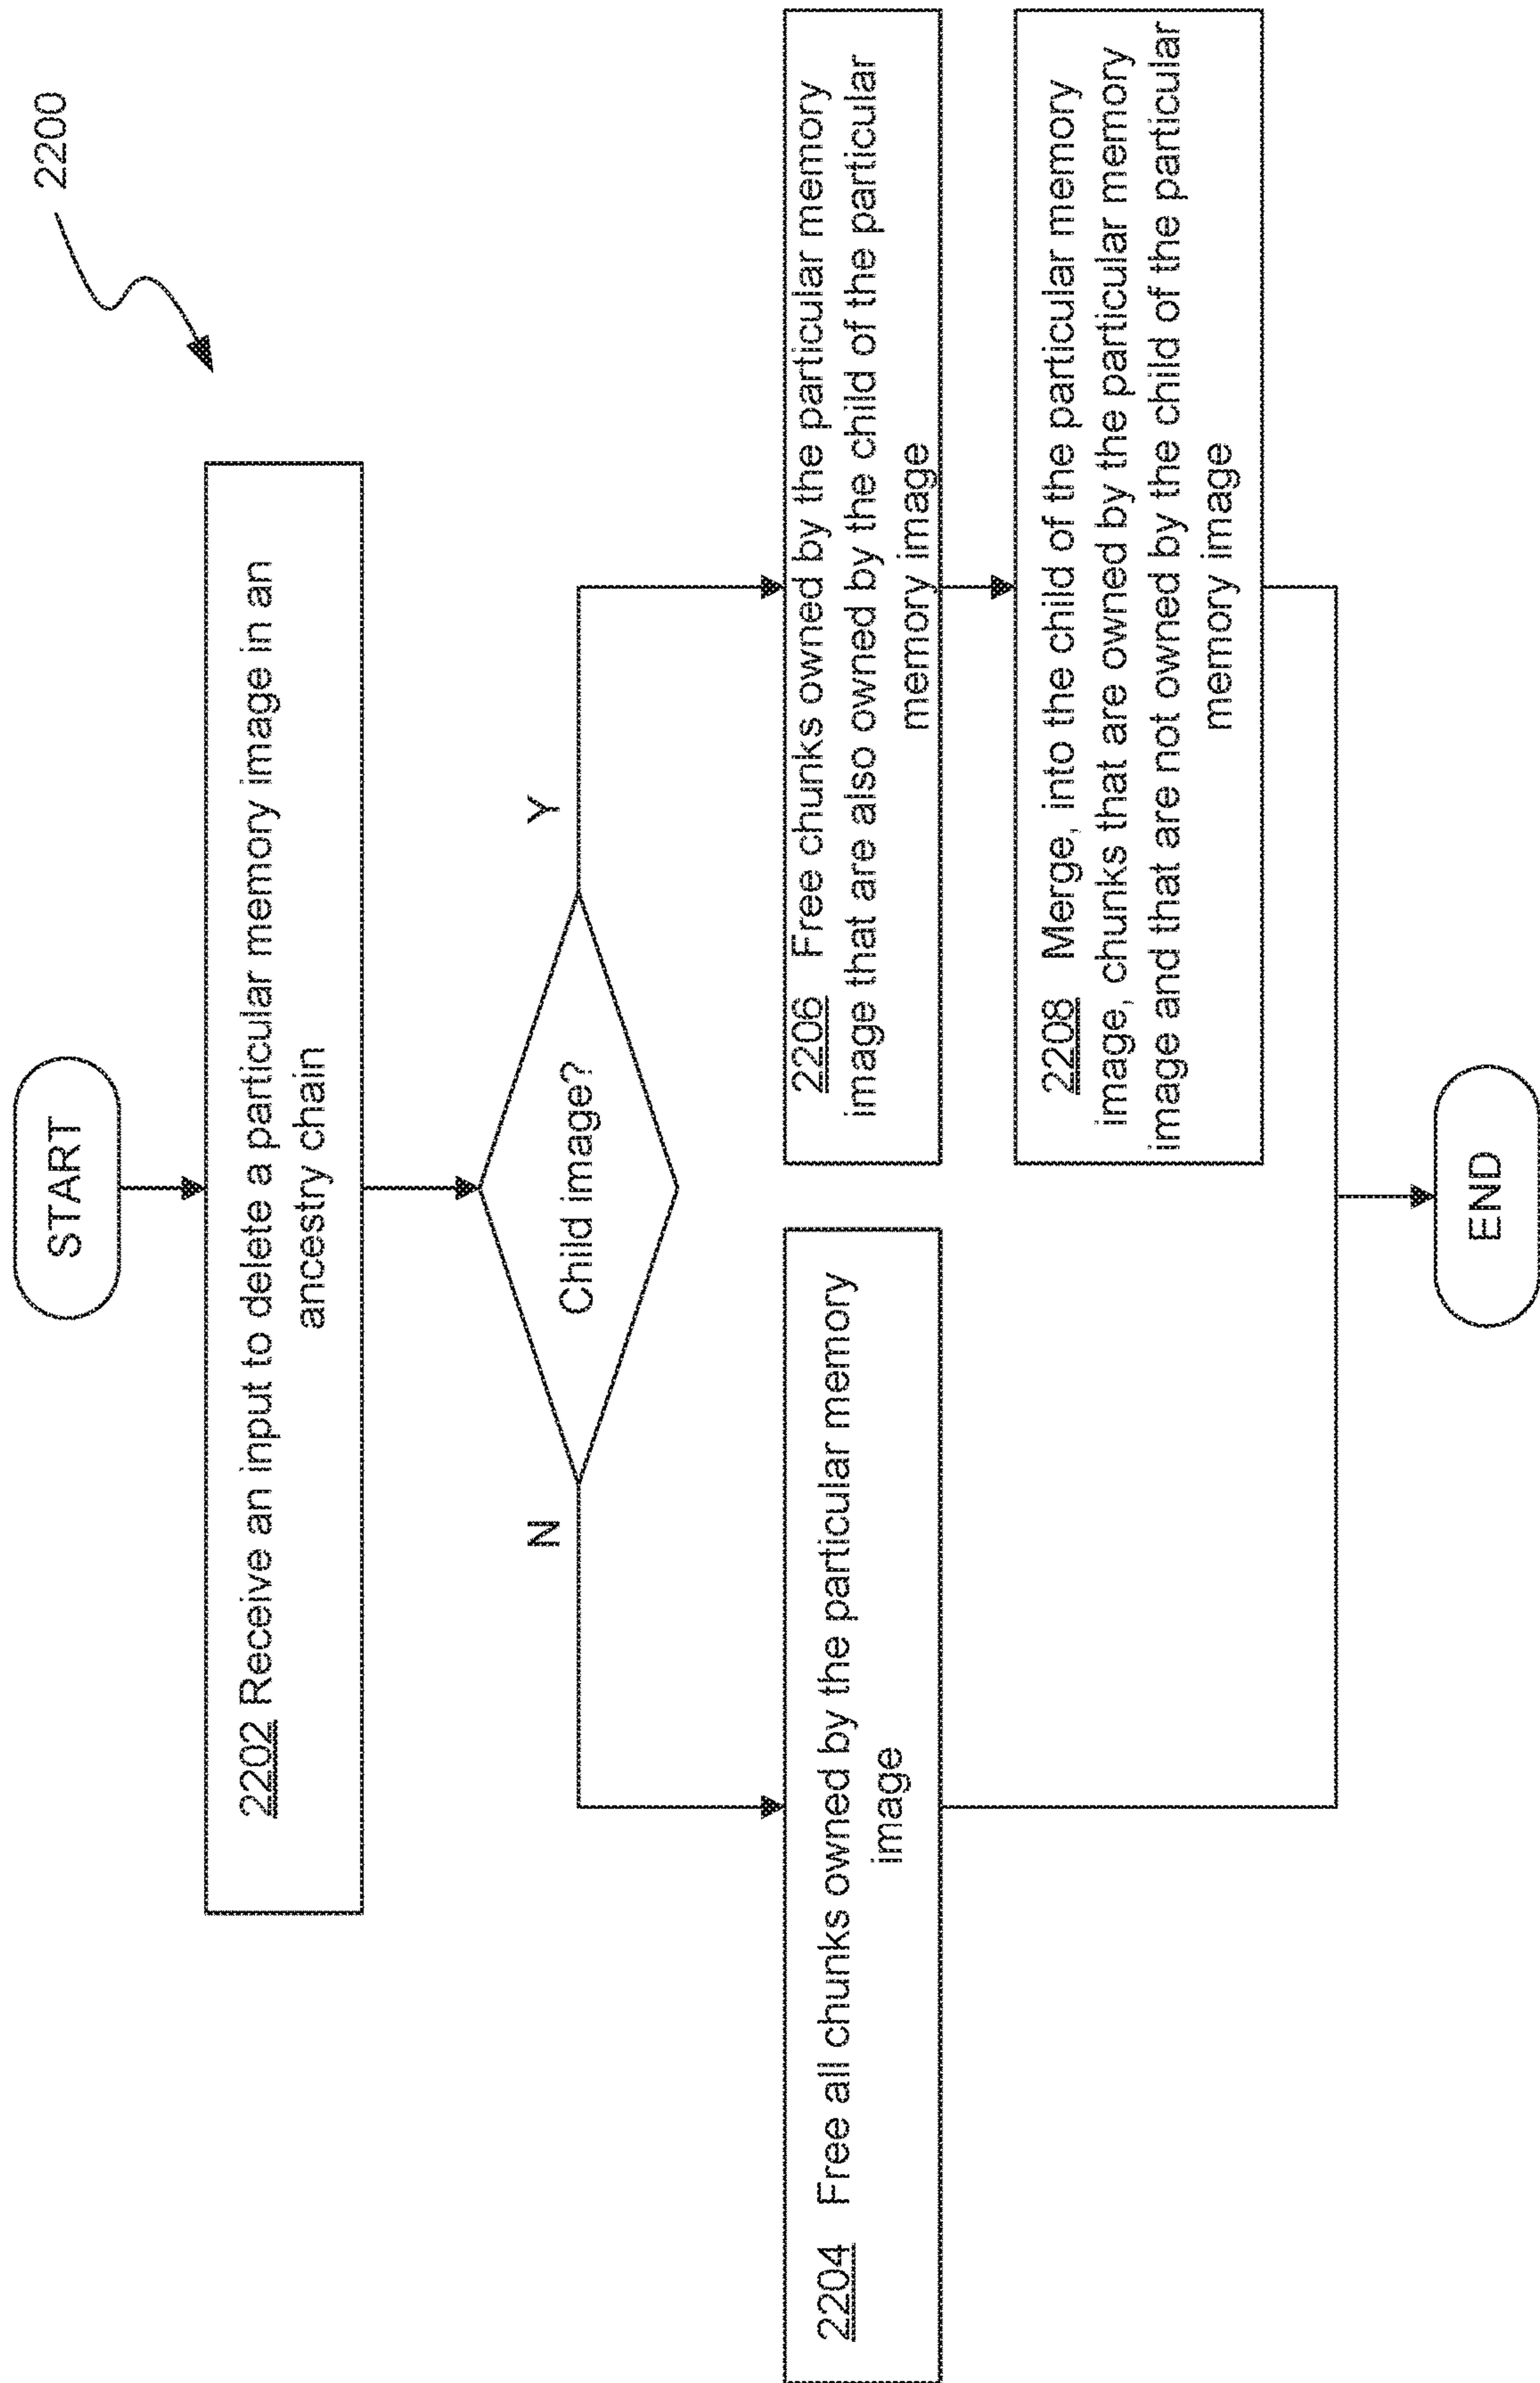 2200
START
2202 Receive an input to delete a particular memory image in an
ancestry chain
Child image?
N
Y
2204 Free all chunks owned by the particular memory
image
2206 Free chunks owned by the particular memory
image that are also owned by the child of the particular
memory image
2208 Merge, into the child of the particular memory
image, chunks that are owned by the particular memory
image and that are not owned by the child of the particular
memory image
END